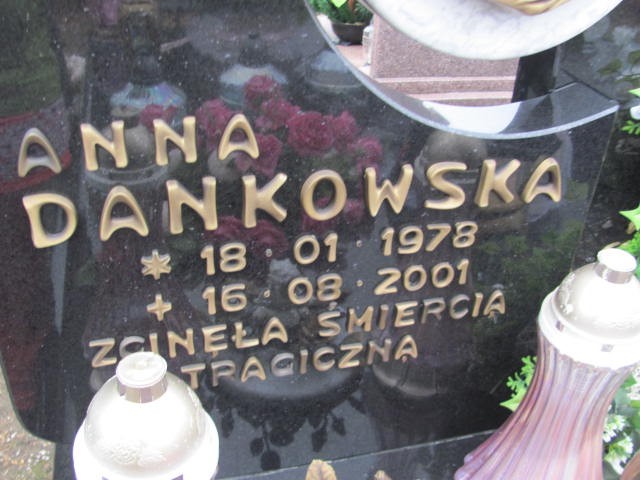 ANNA
DANKOWSKA
* 18 · 01 · 1978
+ 16 · 08 · 2001
ZGINĘŁA ŚMIERCIĄ
TRAGICZNĄ